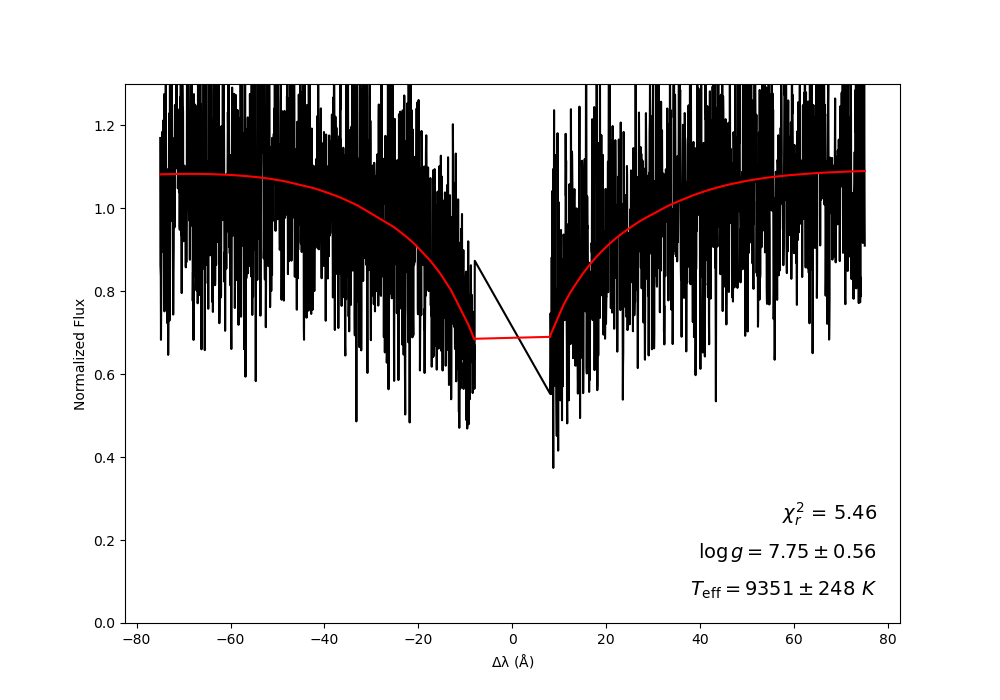 1.2
1.0
0.8
0.6
0.4
0.2
0.0
Normalized Flux
χ²ᵣ = 5.46
log g = 7.75 ± 0.56
T_eff = 9351 ± 248 K
−80 −60 −40 −20 0 20 40 60 80
Δλ (Å)